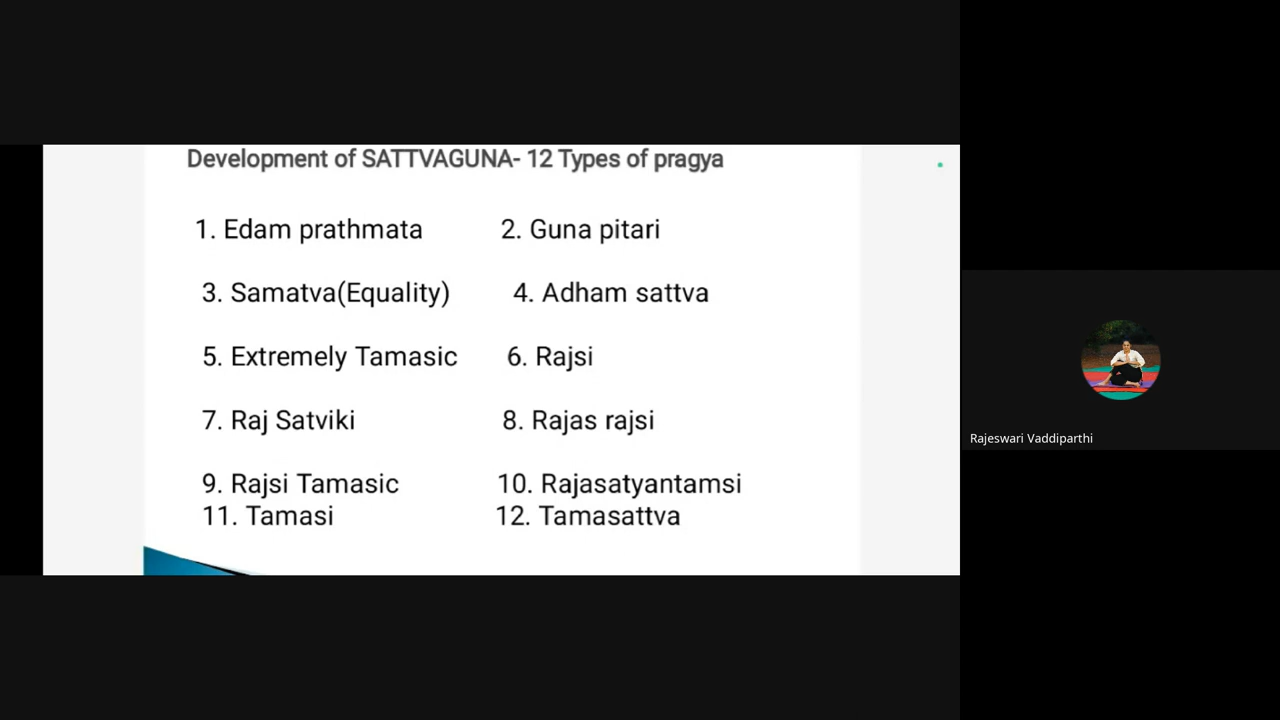 Development of SATTVAGUNA- 12 Types of pragya
1. Edam prathmata 2. Guna pitari
3. Samatva(Equality) 4. Adham sattva
5. Extremely Tamasic 6. Rajsi
7. Raj Satviki 8. Rajas rajsi
9. Rajsi Tamasic 10. Rajasatyantamsi
11. Tamasi 12. Tamasattva
Rajeswari Vaddiparthi